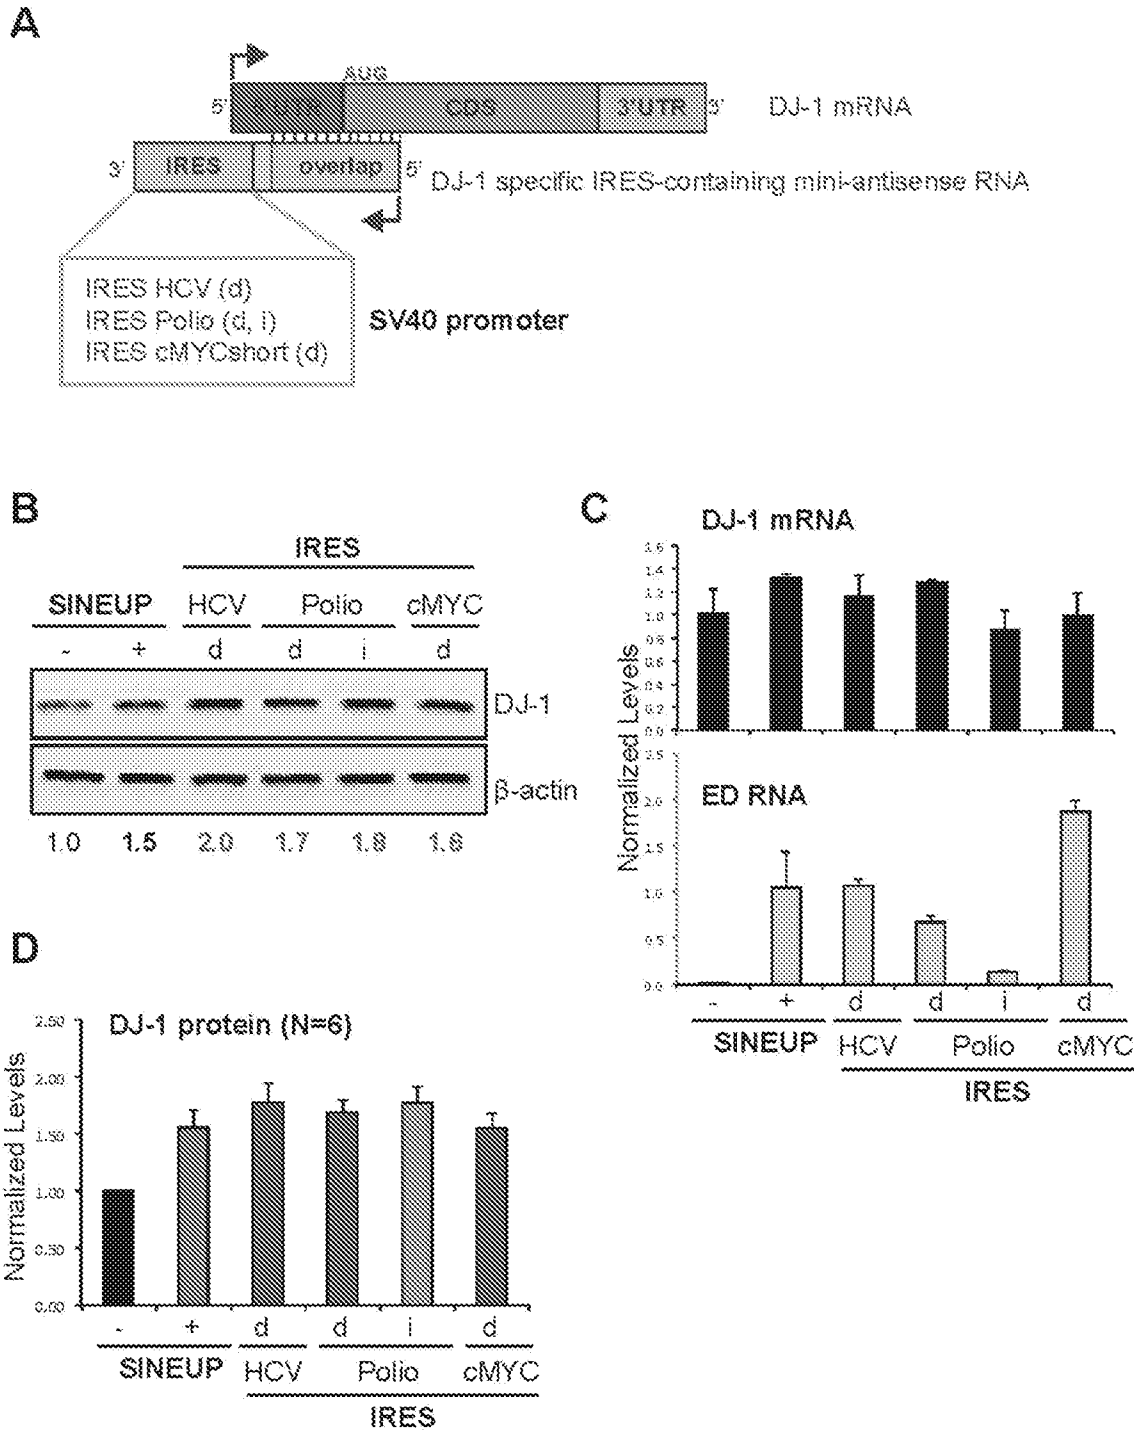 A
AUG
5' CDS 3'UTR 3' DJ-1 mRNA
3' IRES overlap 5' DJ-1 specific IRES-containing mini-antisense RNA
IRES HCV (d)
IRES Polio (d, i)
IRES cMYCshort (d)
SV40 promoter
B
IRES
SINEUP HCV Polio cMYC
- + d d i d
DJ-1
β-actin
1.0 1.5 2.0 1.7 1.8 1.6
C
DJ-1 mRNA
Normalized Levels
1.6
1.4
1.2
1.0
0.8
0.6
0.4
0.2
0.0
ED RNA
2.5
2.0
1.5
1.0
0.5
0.0
- + d d i d
SINEUP HCV Polio cMYC
IRES
D
DJ-1 protein (N=6)
Normalized Levels
2.50
2.00
1.50
1.00
0.50
0.00
- + d d i d
SINEUP HCV Polio cMYC
IRES